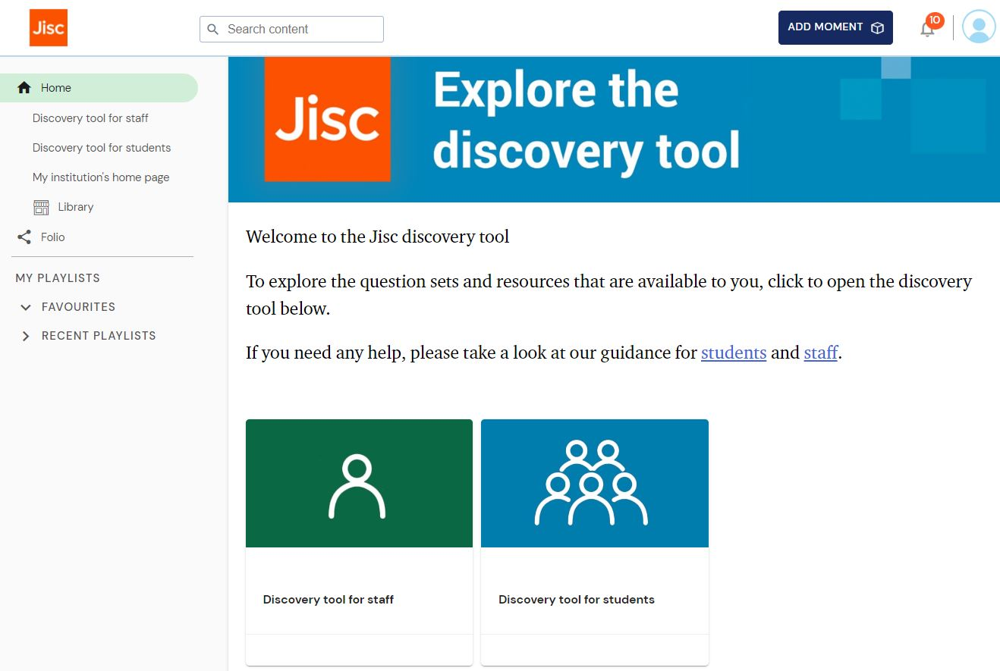 Jisc
Search content
ADD MOMENT
10
Home
Discovery tool for staff
Discovery tool for students
My institution's home page
Library
Folio
MY PLAYLISTS
FAVOURITES
RECENT PLAYLISTS
Jisc
Explore the
discovery tool
Welcome to the Jisc discovery tool
To explore the question sets and resources that are available to you, click to open the discovery
tool below.
If you need any help, please take a look at our guidance for students and staff.
Discovery tool for staff
Discovery tool for students